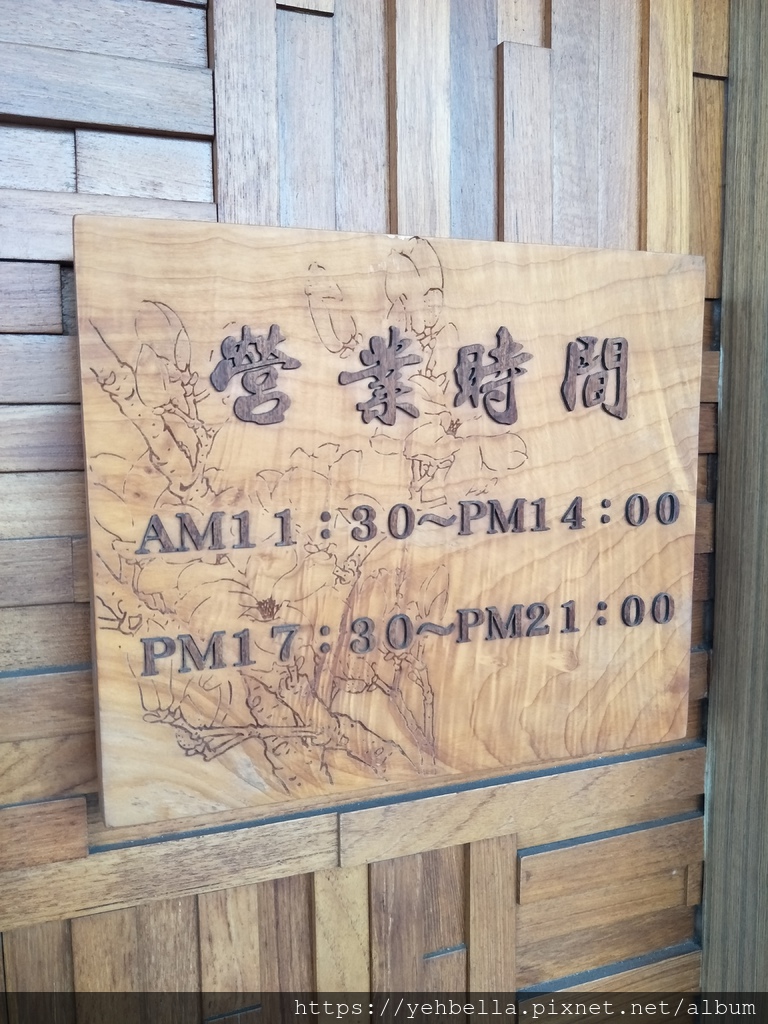 營業時間
AM11:30~PM14:00
PM17:30~PM21:00
https://yehbella.pixnet.net/album